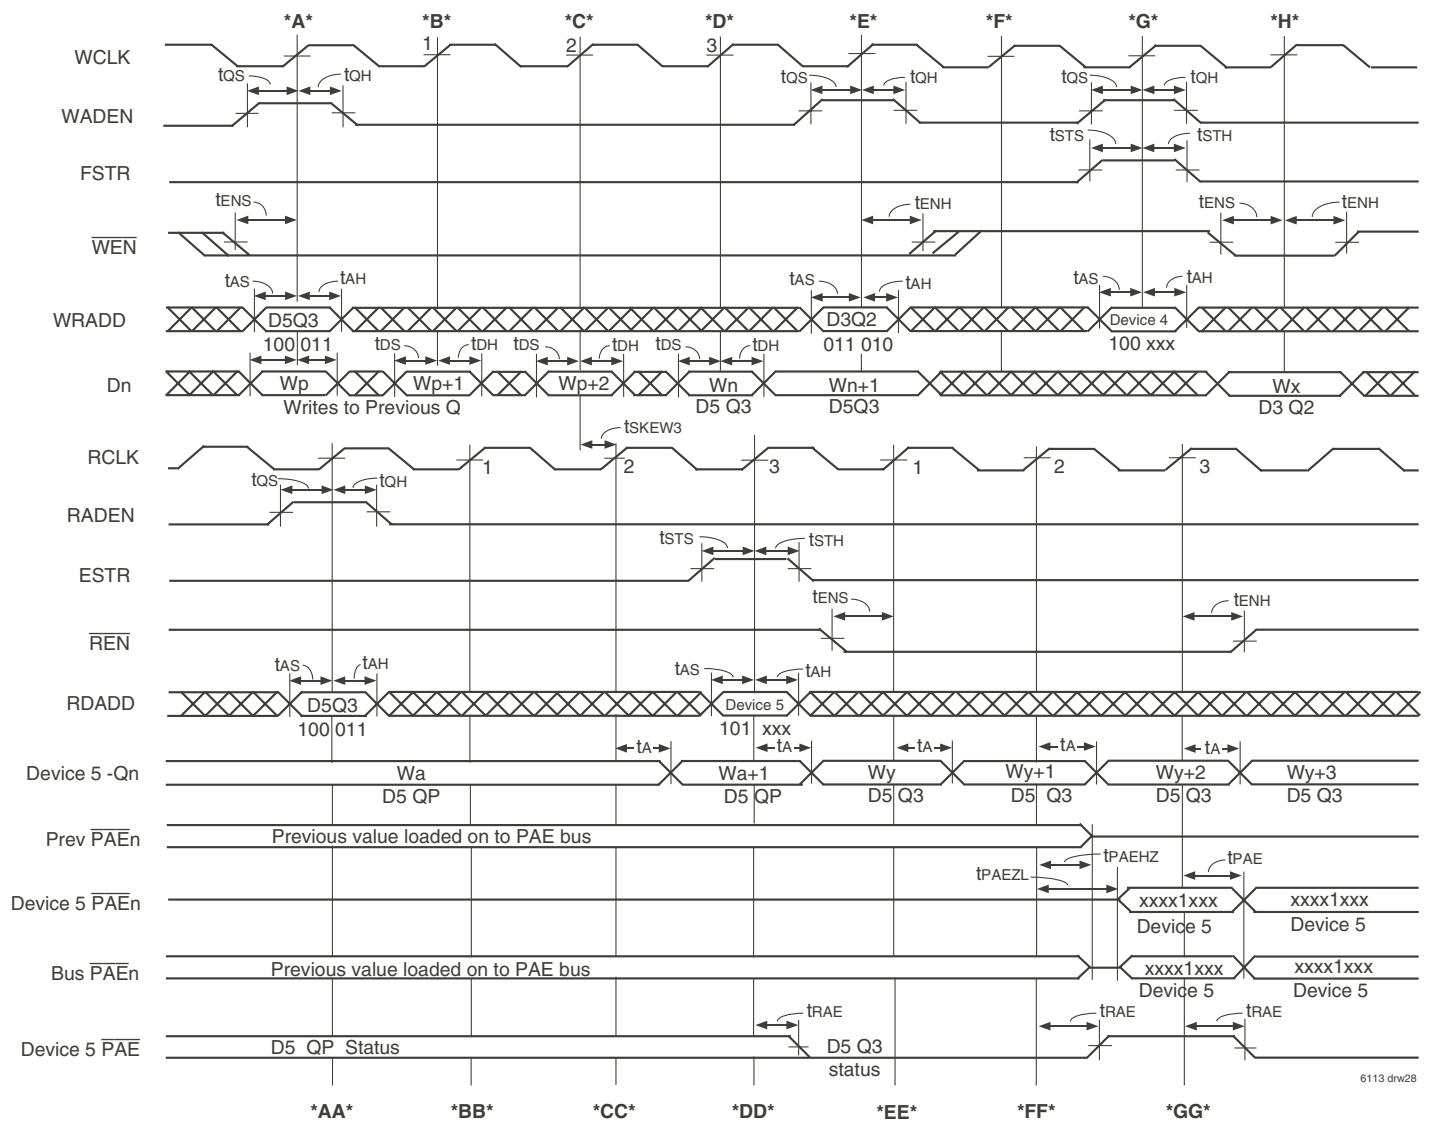 *A* *B* *C* *D* *E* *F* *G* *H*
WCLK 1 2 3
tQS tQH tQS tQH tQS tQH
WADEN
tSTS tSTH
FSTR
tENS tENH tENS tENH
WEN
tAS tAH tAS tAH tAS tAH
WRADD D5Q3 D3Q2 Device 4
100 011 011 010 100 xxx
tDS tDH tDS tDH tDS tDH
Dn Wp Wp+1 Wp+2 Wn Wn+1 Wx
Writes to Previous Q D5 Q3 D5Q3 D3 Q2
tSKEW3
RCLK 1 2 3 1 2 3
tQS tQH
RADEN
tSTS tSTH
ESTR
tENS tENH
REN
tAS tAH tAS tAH
RDADD D5Q3 Device 5
100 011 101 xxx
tA tA tA tA tA
Device 5 -Qn Wa Wa+1 Wy Wy+1 Wy+2 Wy+3
D5 QP D5 QP D5 Q3 D5 Q3 D5 Q3 D5 Q3
Prev PAEn Previous value loaded on to PAE bus
tPAEHZ tPAE
tPAEZL
Device 5 PAEn xxxx1xxx xxxx1xxx
Device 5 Device 5
Bus PAEn Previous value loaded on to PAE bus xxxx1xxx xxxx1xxx
Device 5 Device 5
tRAE tRAE tRAE
Device 5 PAE D5 QP Status D5 Q3
status
6113 drw28
*AA* *BB* *CC* *DD* *EE* *FF* *GG*